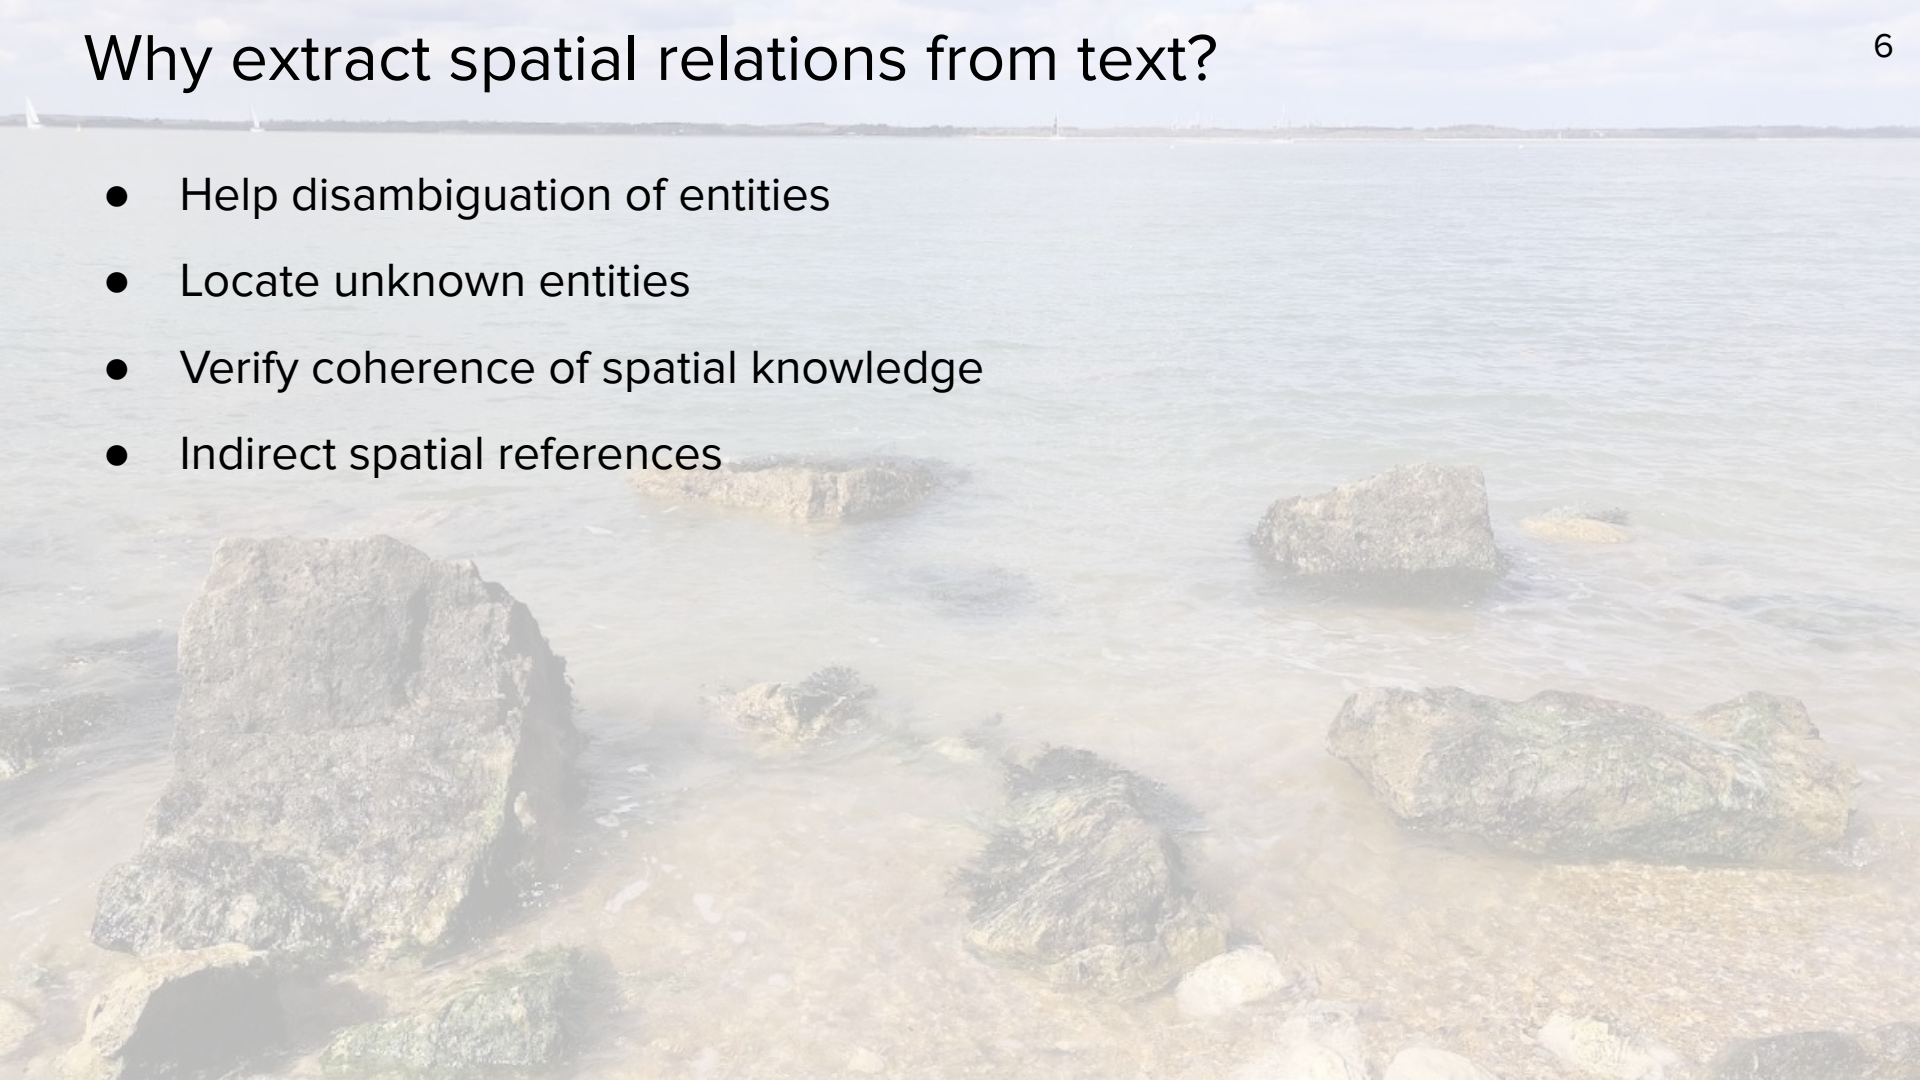 Why extract spatial relations from text?
6
● Help disambiguation of entities
● Locate unknown entities
● Verify coherence of spatial knowledge
● Indirect spatial references